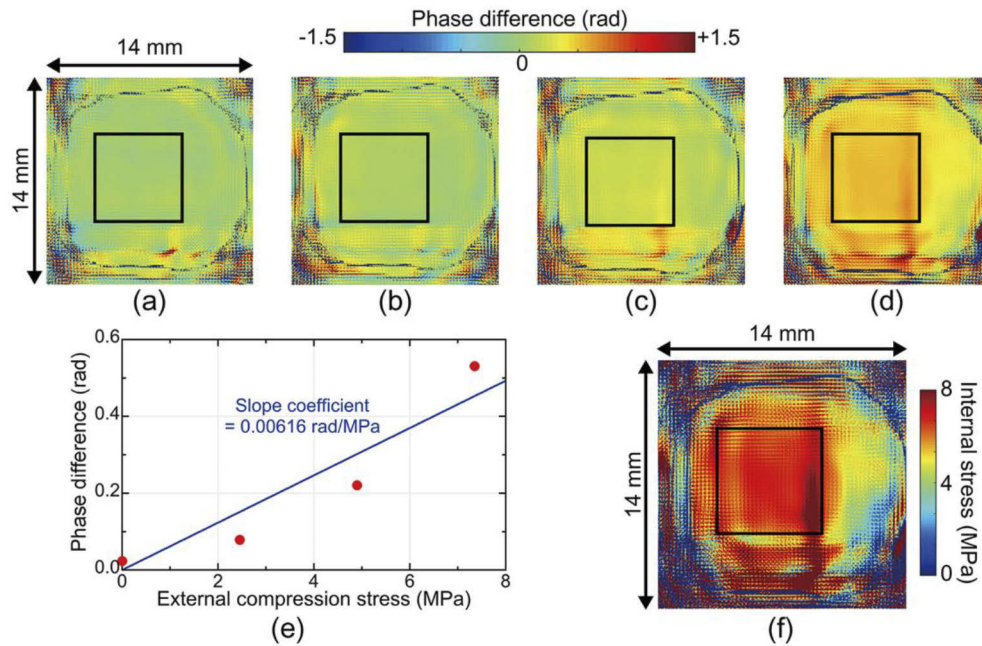 Phase difference (rad)
-1.5
+1.5
0
14 mm
14 mm
(a)
(b)
(c)
(d)
0.6
0.4
0.2
0.0
Phase difference (rad)
Slope coefficient
= 0.00616 rad/MPa
0
2
4
6
8
External compression stress (MPa)
(e)
14 mm
14 mm
8
4
0
Internal stress (MPa)
(f)